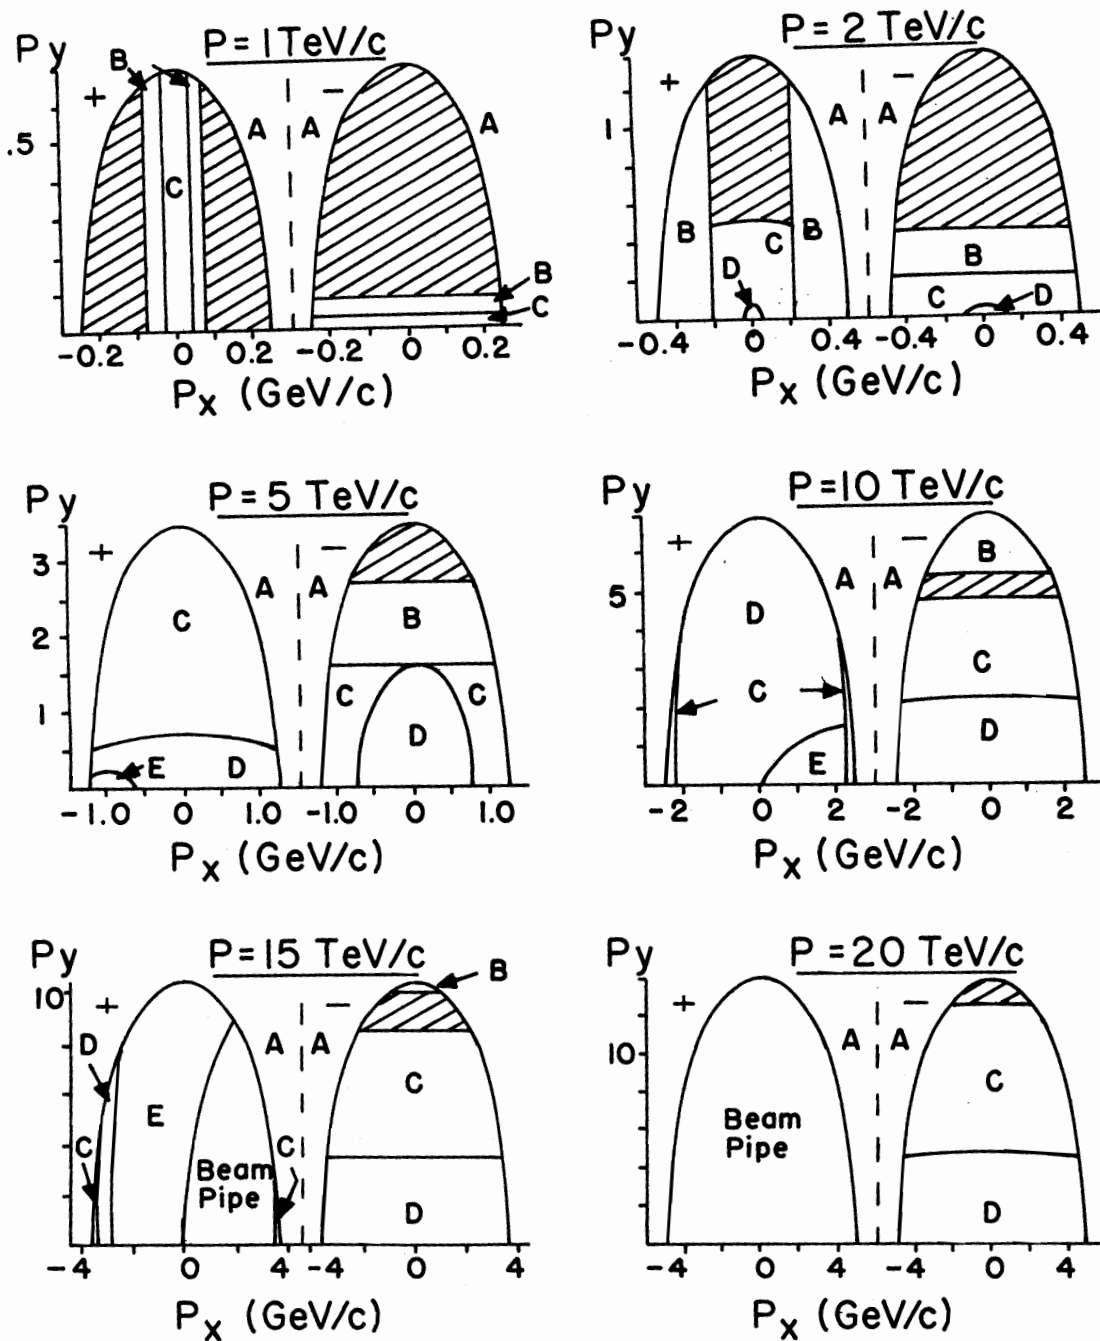 Py
P = 1 TeV/c
B
+
–
A
A
A
.5
C
B
C
-0.2
0
0.2
-0.2
0
0.2
Px (GeV/c)
Py
P = 2 TeV/c
B
+
–
A
A
1
B
C
B
D
B
C
D
-0.4
0
0.4
-0.4
0
0.4
Px (GeV/c)
Py
P = 5 TeV/c
+
–
3
A
A
C
B
2
C
C
1
D
E
D
-1.0
0
1.0
-1.0
0
1.0
Px (GeV/c)
Py
P = 10 TeV/c
+
–
B
A
A
5
D
C
C
D
E
-2
0
2
-2
0
2
Px (GeV/c)
Py
P = 15 TeV/c
B
10
+
–
D
A
A
C
E
C
C
Beam
Pipe
D
-4
0
4
-4
0
4
Px (GeV/c)
Py
P = 20 TeV/c
+
–
A
A
10
C
Beam
Pipe
D
-4
0
4
-4
0
4
Px (GeV/c)